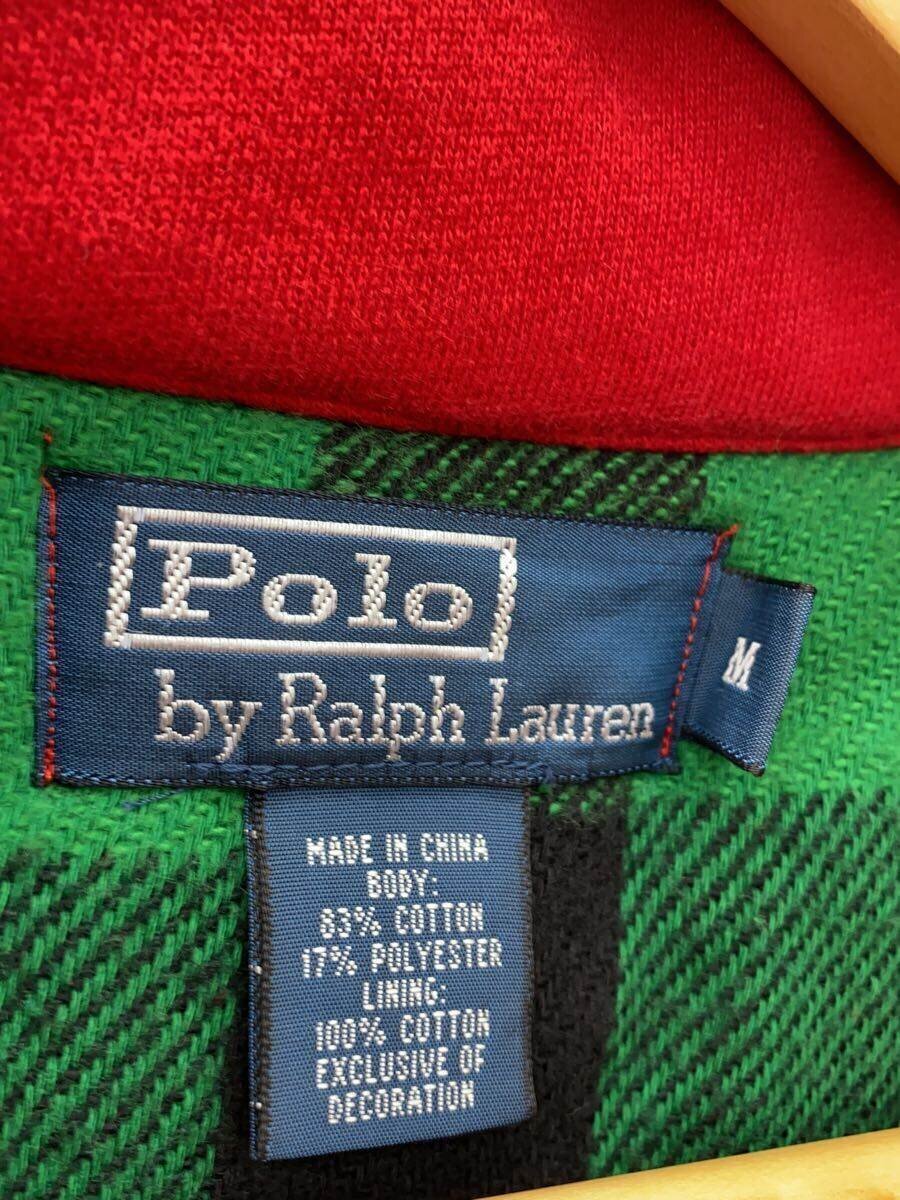 Polo
by Ralph Lauren
M
MADE IN CHINA
BODY:
83% COTTON
17% POLYESTER
LINING:
100% COTTON
EXCLUSIVE OF
DECORATION